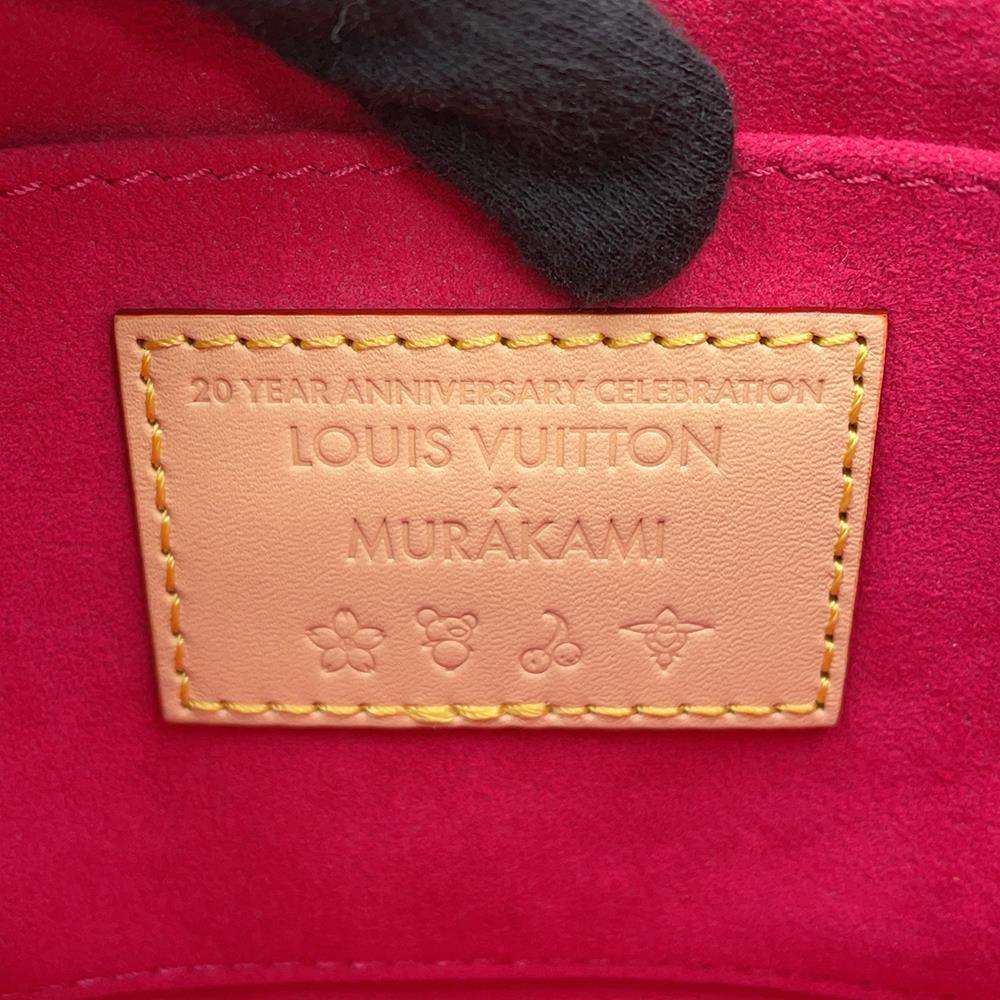 20 YEAR ANNIVERSARY CELEBRATION
LOUIS VUITTON
x
MURAKAMI